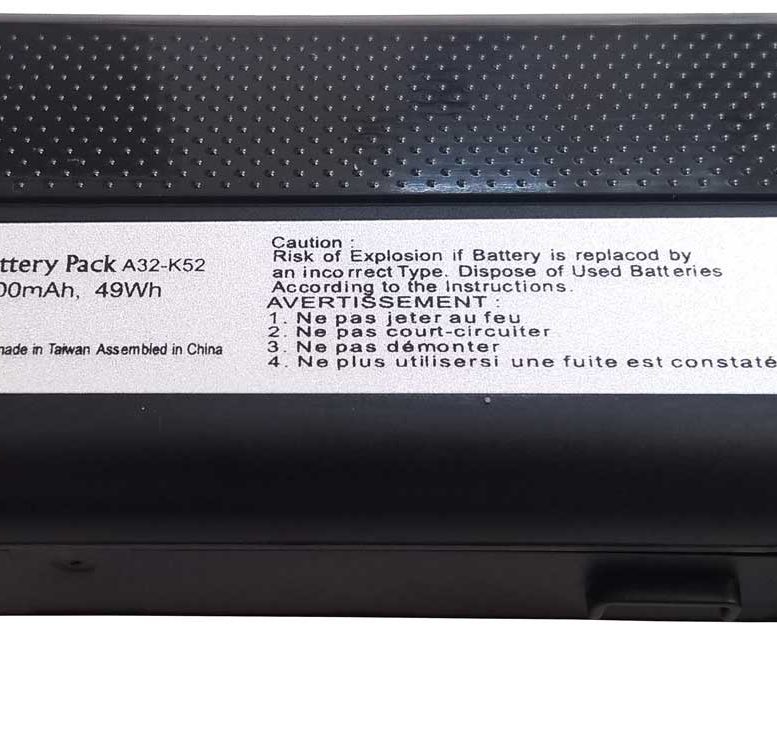 ttery Pack A32-K52
00mAh, 49Wh
made in Taiwan Assembled in China
Caution :
Risk of Explosion if Battery is replacod by
an incorrect Type. Dispose of Used Batteries
According to the Instructions.
AVERTISSEMENT :
1. Ne pas jeter au feu
2. Ne pas court-circuiter
3. Ne pas démonter
4. Ne plus utilisersi une fuite est constaté